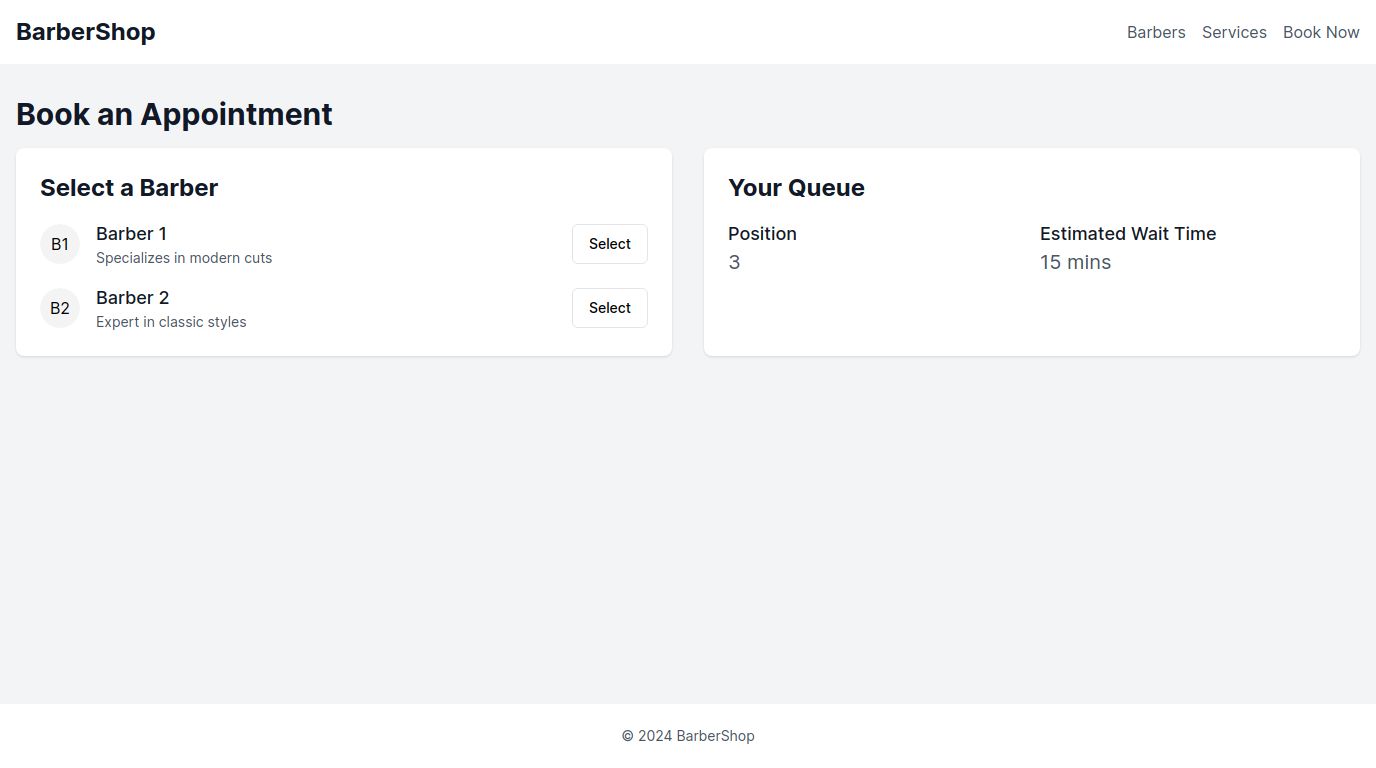 BarberShop
Barbers Services Book Now
Book an Appointment
Select a Barber
B1
Barber 1
Specializes in modern cuts
Select
B2
Barber 2
Expert in classic styles
Select
Your Queue
Position
3
Estimated Wait Time
15 mins
© 2024 BarberShop